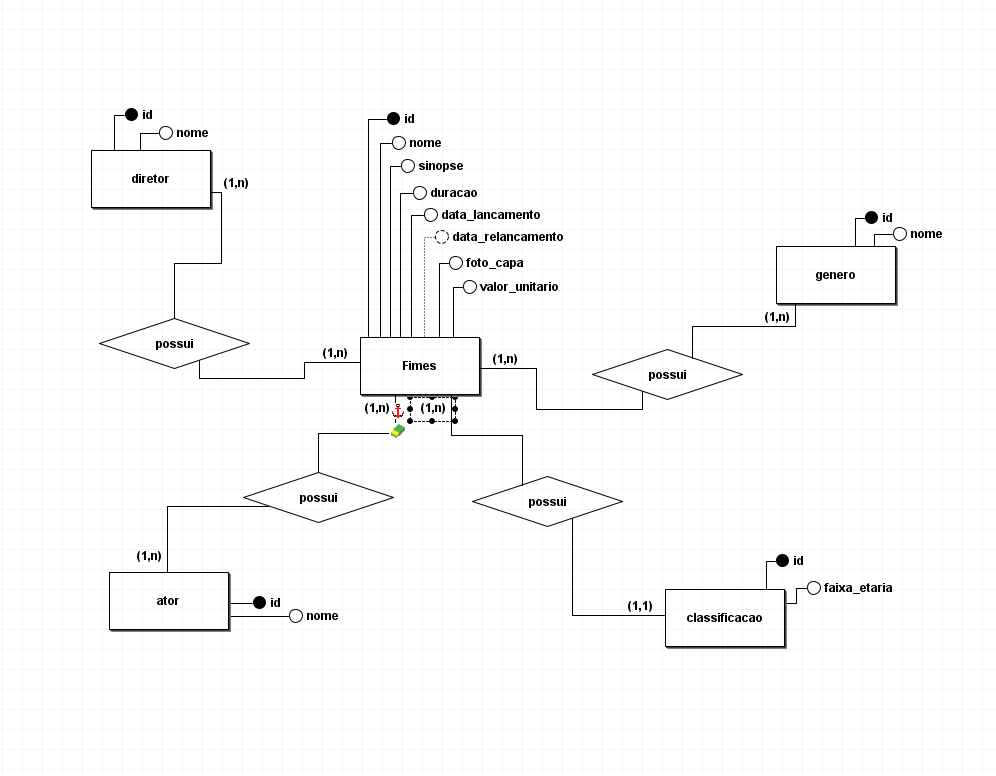 id
nome
diretor
(1,n)
id
nome
sinopse
duracao
data_lancamento
data_relancamento
foto_capa
valor_unitario
id
nome
genero
(1,n)
possui
(1,n)
Fimes
(1,n)
possui
(1,n)
(1,n)
possui
possui
(1,n)
ator
id
nome
id
faixa_etaria
(1,1)
classificacao